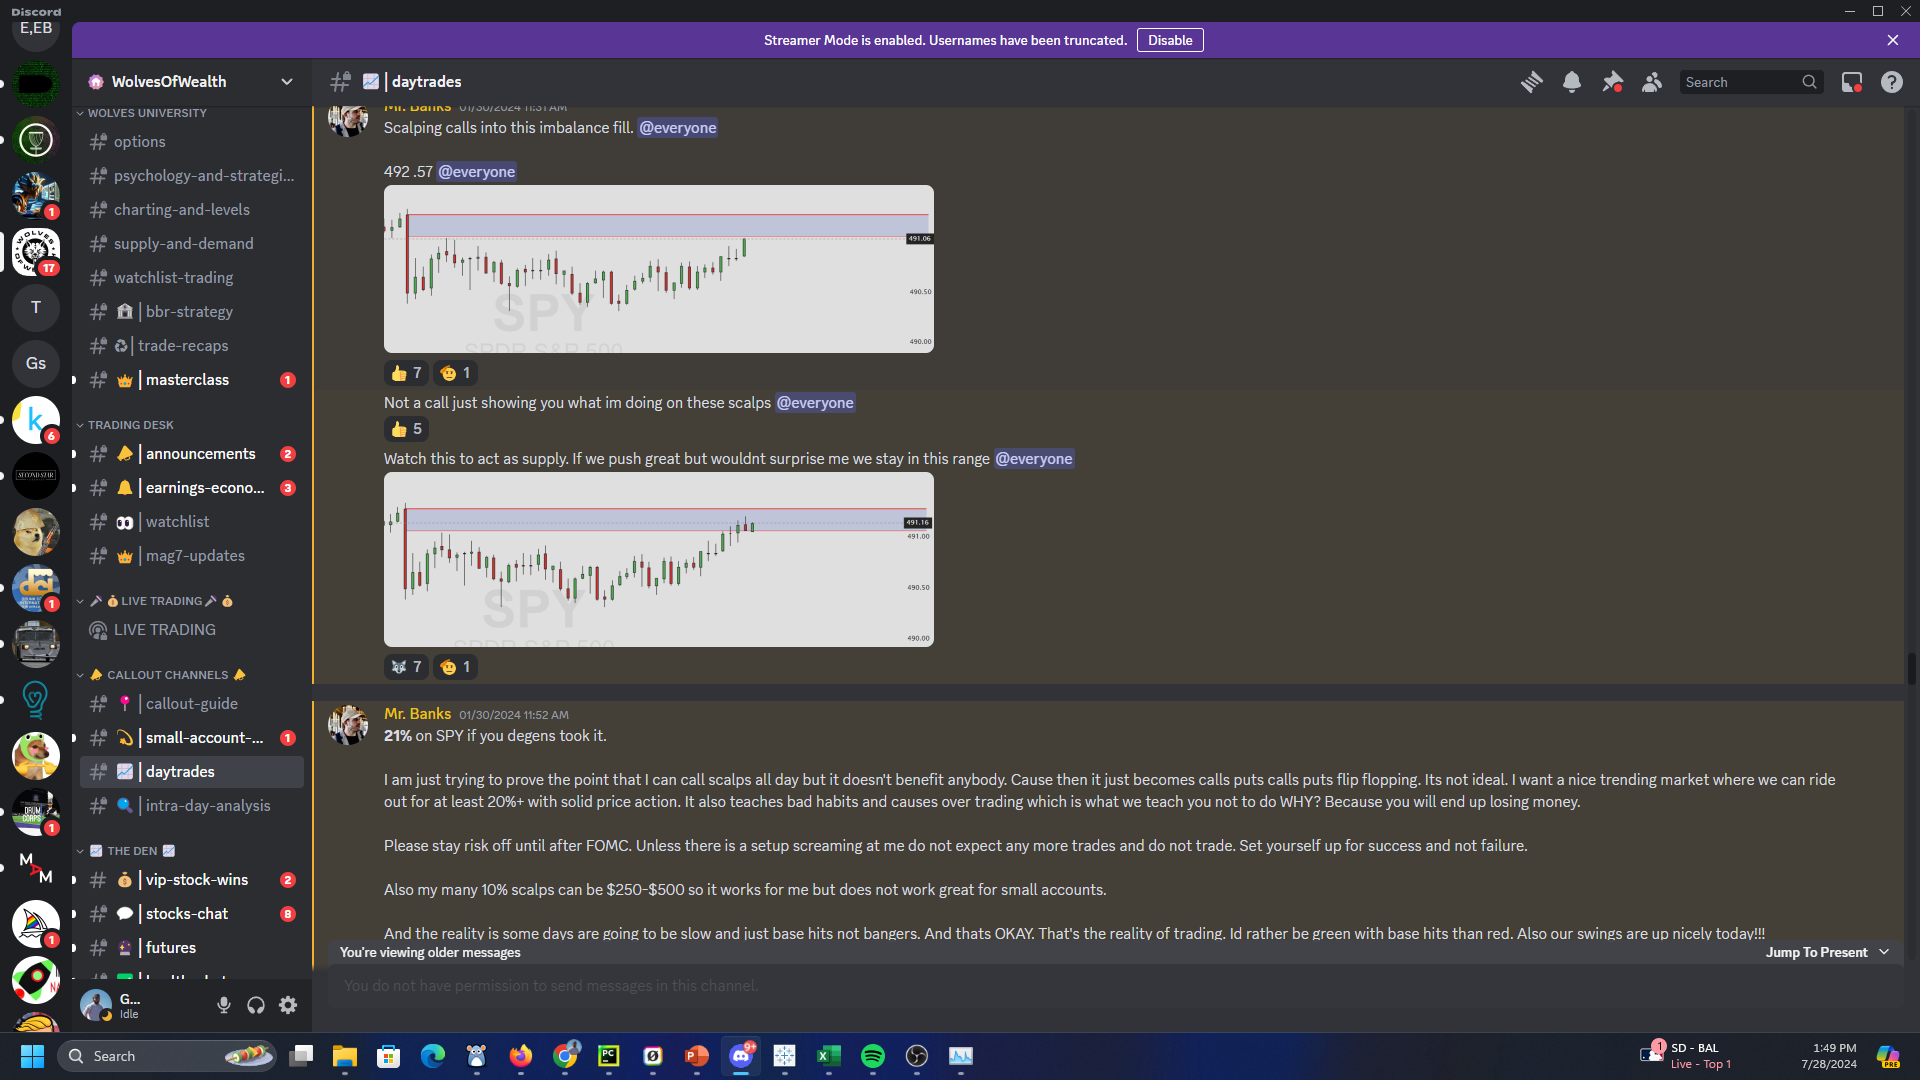 Discord
E,EB
Streamer Mode is enabled. Usernames have been truncated.
Disable
WolvesOfWealth
| daytrades
Search
1
17
T
Gs
k
6
SECOND STAR
dci
1
DRUM CORPS
1
M A M
1
WOLVES UNIVERSITY
options
psychology-and-strategi...
charting-and-levels
supply-and-demand
watchlist-trading
| bbr-strategy
| trade-recaps
| masterclass
1
TRADING DESK
| announcements
2
| earnings-econo...
3
| watchlist
| mag7-updates
LIVE TRADING
LIVE TRADING
CALLOUT CHANNELS
| callout-guide
| small-account-...
1
| daytrades
| intra-day-analysis
THE DEN
| vip-stock-wins
2
| stocks-chat
8
| futures
G...
Idle
Mr. Banks 01/30/2024 11:31 AM
Scalping calls into this imbalance fill. @everyone
492 .57 @everyone
491.06
490.50
490.00
SPY
SPDR S&P 500
7
1
Not a call just showing you what im doing on these scalps @everyone
5
Watch this to act as supply. If we push great but wouldnt surprise me we stay in this range @everyone
491.16
491.00
490.50
490.00
SPY
SPDR S&P 500
7
1
Mr. Banks 01/30/2024 11:52 AM
21% on SPY if you degens took it.
I am just trying to prove the point that I can call scalps all day but it doesn't benefit anybody. Cause then it just becomes calls puts calls puts flip flopping. Its not ideal. I want a nice trending market where we can ride
out for at least 20%+ with solid price action. It also teaches bad habits and causes over trading which is what we teach you not to do WHY? Because you will end up losing money.
Please stay risk off until after FOMC. Unless there is a setup screaming at me do not expect any more trades and do not trade. Set yourself up for success and not failure.
Also my many 10% scalps can be $250-$500 so it works for me but does not work great for small accounts.
And the reality is some days are going to be slow and just base hits not bangers. And thats OKAY. That's the reality of trading. Id rather be green with base hits than red. Also our swings are up nicely today!!!
You're viewing older messages
Jump To Present
You do not have permission to send messages in this channel.
Search
PC
P
9+
X
1
SD - BAL
Live - Top 1
1:49 PM
7/28/2024
PRE